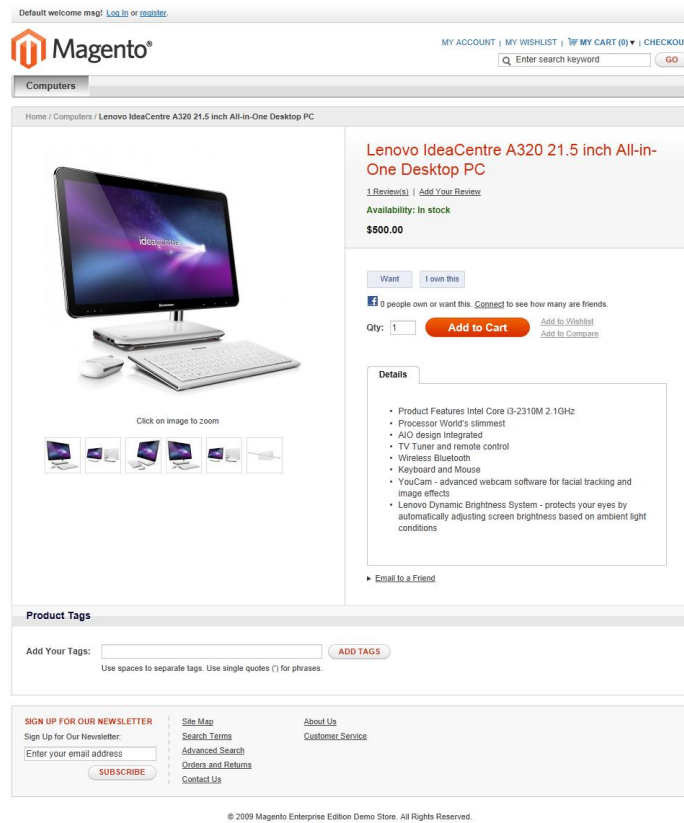 Default welcome msg! Log In or register.
Magento®
MY ACCOUNT | MY WISHLIST | MY CART (0) ▾ | CHECKOU
Enter search keyword GO
Computers
Home / Computers / Lenovo IdeaCentre A320 21.5 inch All-in-One Desktop PC
ideacentre
Lenovo IdeaCentre A320 21.5 inch All-in-
One Desktop PC
1 Review(s) | Add Your Review
Availability: In stock
$500.00
Want I own this
0 people own or want this. Connect to see how many are friends.
Qty: 1 Add to Cart Add to Wishlist
Add to Compare
Click on image to zoom
Details
• Product Features Intel Core i3-2310M 2.1GHz
• Processor World's slimmest
• AIO design Integrated
• TV Tuner and remote control
• Wireless Bluetooth
• Keyboard and Mouse
• YouCam - advanced webcam software for facial tracking and
image effects
• Lenovo Dynamic Brightness System - protects your eyes by
automatically adjusting screen brightness based on ambient light
conditions
Email to a Friend
Product Tags
Add Your Tags: ADD TAGS
Use spaces to separate tags. Use single quotes (') for phrases.
SIGN UP FOR OUR NEWSLETTER
Sign Up for Our Newsletter:
Enter your email address
SUBSCRIBE
Site Map
Search Terms
Advanced Search
Orders and Returns
Contact Us
About Us
Customer Service
© 2009 Magento Enterprise Edition Demo Store. All Rights Reserved.